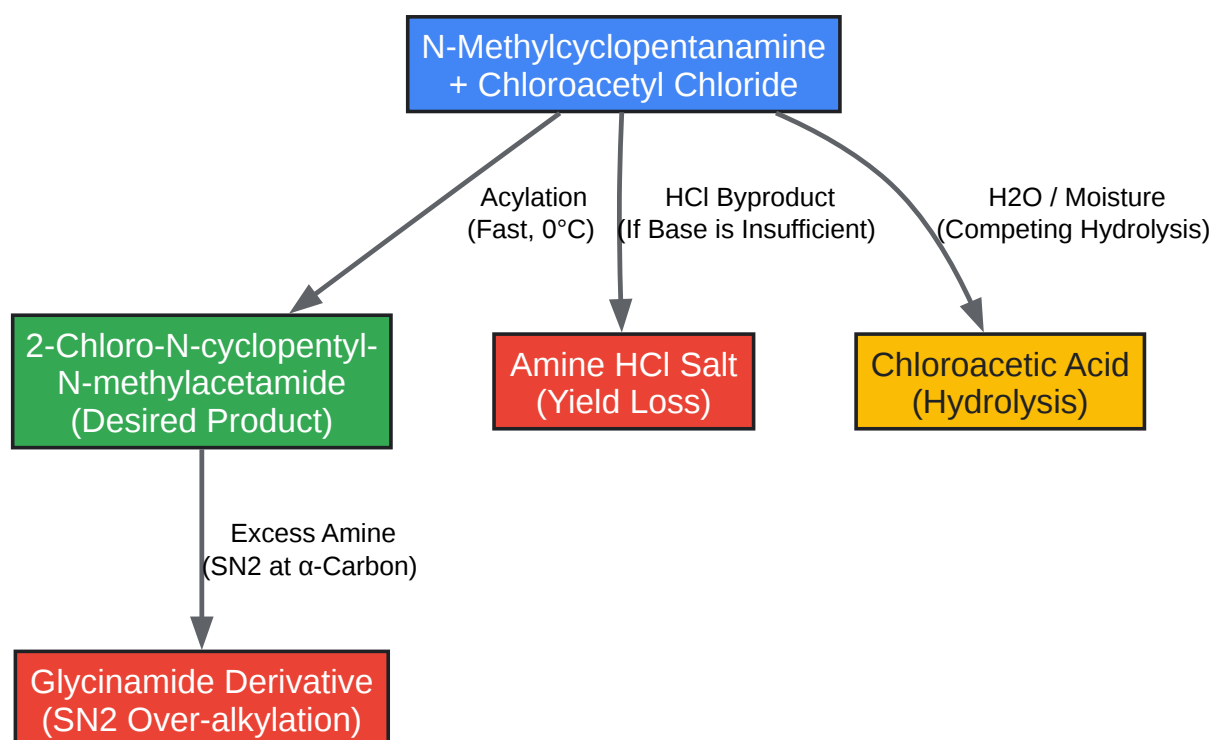 N-Methylcyclopentanamine
+ Chloroacetyl Chloride
Acylation
(Fast, 0°C)
HCl Byproduct
(If Base is Insufficient)
H2O / Moisture
(Competing Hydrolysis)
2-Chloro-N-cyclopentyl-
N-methylacetamide
(Desired Product)
Amine HCl Salt
(Yield Loss)
Chloroacetic Acid
(Hydrolysis)
Excess Amine
(SN2 at α-Carbon)
Glycinamide Derivative
(SN2 Over-alkylation)